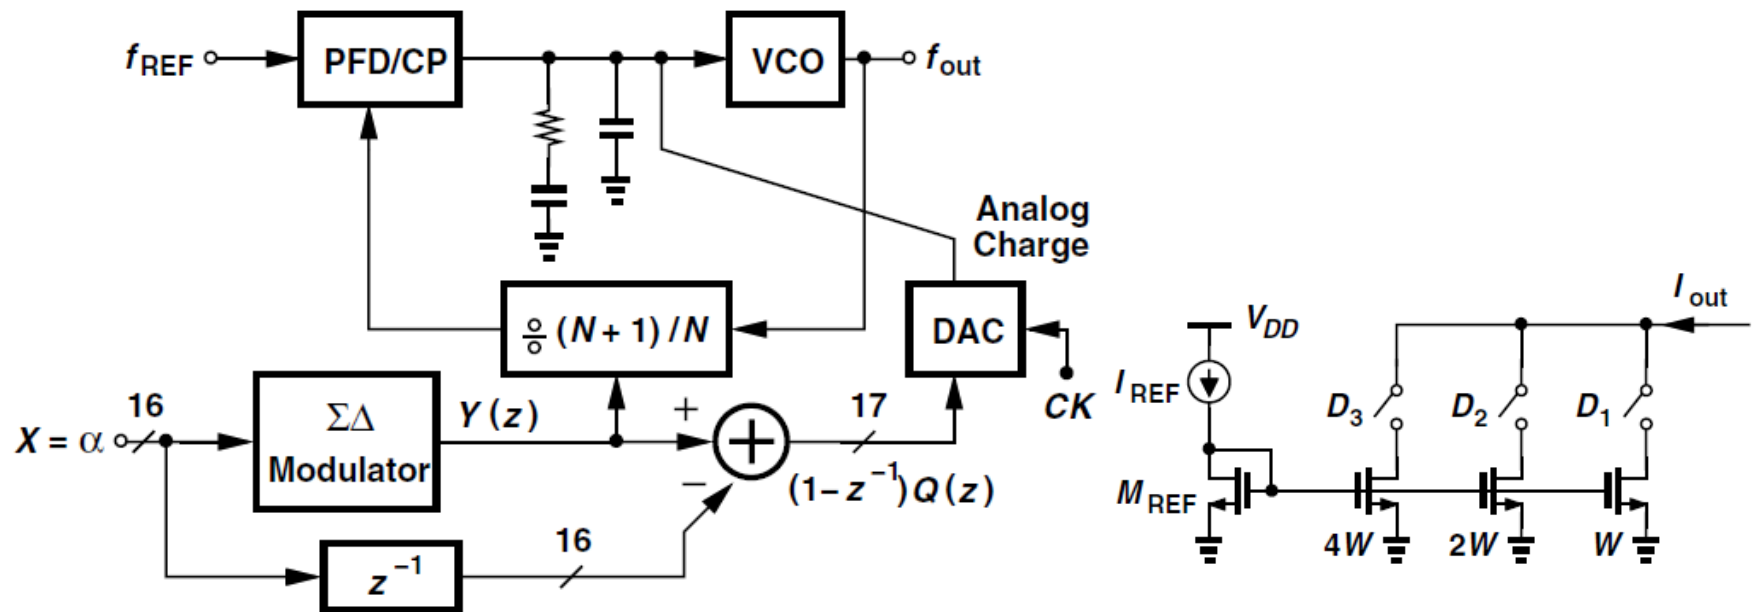 f_REF
PFD/CP
VCO
f_out
Analog
Charge
÷ (N + 1) / N
DAC
CK
16
X = α
ΣΔ
Modulator
Y(z)
+
+
−
17
(1 − z^−1) Q(z)
16
z^−1
V_DD
I_out
I_REF
D_3
D_2
D_1
M_REF
4W
2W
W